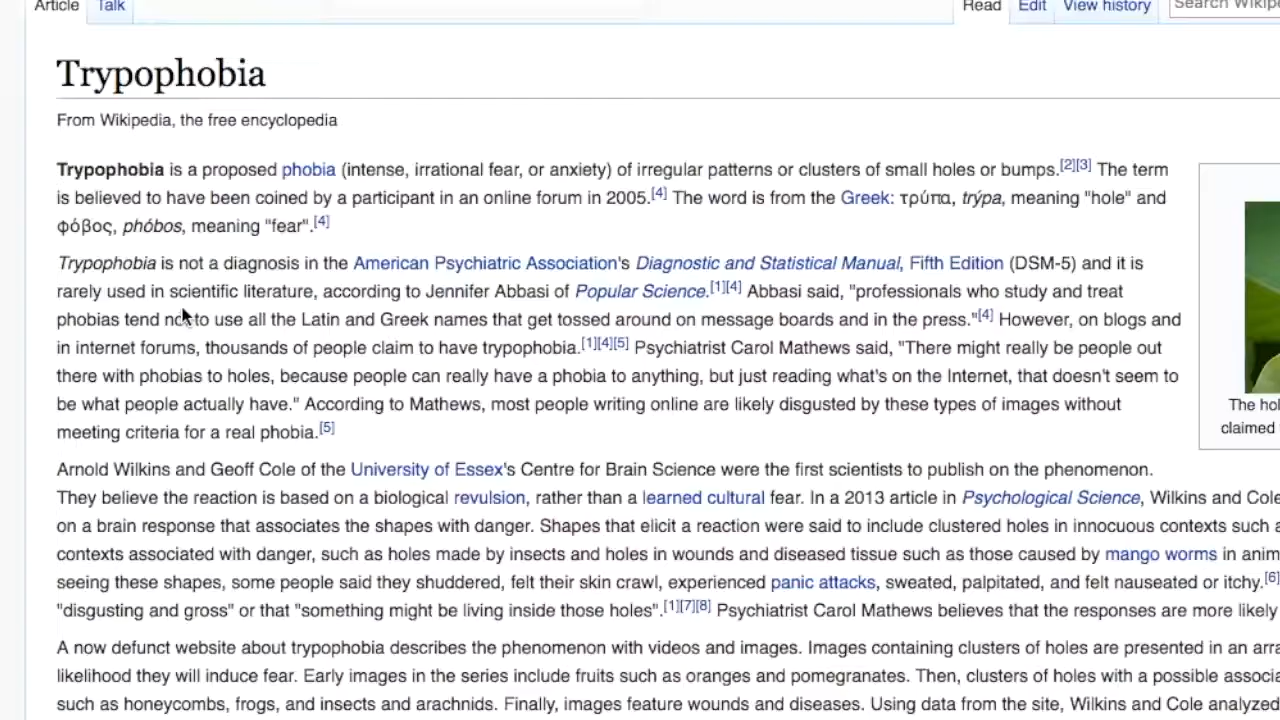 Article Talk Read Edit View history Search Wikipe
Trypophobia
From Wikipedia, the free encyclopedia
Trypophobia is a proposed phobia (intense, irrational fear, or anxiety) of irregular patterns or clusters of small holes or bumps.[2][3] The term
is believed to have been coined by a participant in an online forum in 2005.[4] The word is from the Greek: τρύπα, trýpa, meaning "hole" and
φόβος, phóbos, meaning "fear".[4]
Trypophobia is not a diagnosis in the American Psychiatric Association's Diagnostic and Statistical Manual, Fifth Edition (DSM-5) and it is
rarely used in scientific literature, according to Jennifer Abbasi of Popular Science.[1][4] Abbasi said, "professionals who study and treat
phobias tend not to use all the Latin and Greek names that get tossed around on message boards and in the press."[4] However, on blogs and
in internet forums, thousands of people claim to have trypophobia.[1][4][5] Psychiatrist Carol Mathews said, "There might really be people out
there with phobias to holes, because people can really have a phobia to anything, but just reading what's on the Internet, that doesn't seem to
be what people actually have." According to Mathews, most people writing online are likely disgusted by these types of images without
meeting criteria for a real phobia.[5]
The hol
claimed
Arnold Wilkins and Geoff Cole of the University of Essex's Centre for Brain Science were the first scientists to publish on the phenomenon.
They believe the reaction is based on a biological revulsion, rather than a learned cultural fear. In a 2013 article in Psychological Science, Wilkins and Cole
on a brain response that associates the shapes with danger. Shapes that elicit a reaction were said to include clustered holes in innocuous contexts such a
contexts associated with danger, such as holes made by insects and holes in wounds and diseased tissue such as those caused by mango worms in anim
seeing these shapes, some people said they shuddered, felt their skin crawl, experienced panic attacks, sweated, palpitated, and felt nauseated or itchy.[6]
"disgusting and gross" or that "something might be living inside those holes".[1][7][8] Psychiatrist Carol Mathews believes that the responses are more likely
A now defunct website about trypophobia describes the phenomenon with videos and images. Images containing clusters of holes are presented in an arra
likelihood they will induce fear. Early images in the series include fruits such as oranges and pomegranates. Then, clusters of holes with a possible associa
such as honeycombs, frogs, and insects and arachnids. Finally, images feature wounds and diseases. Using data from the site, Wilkins and Cole analyzed